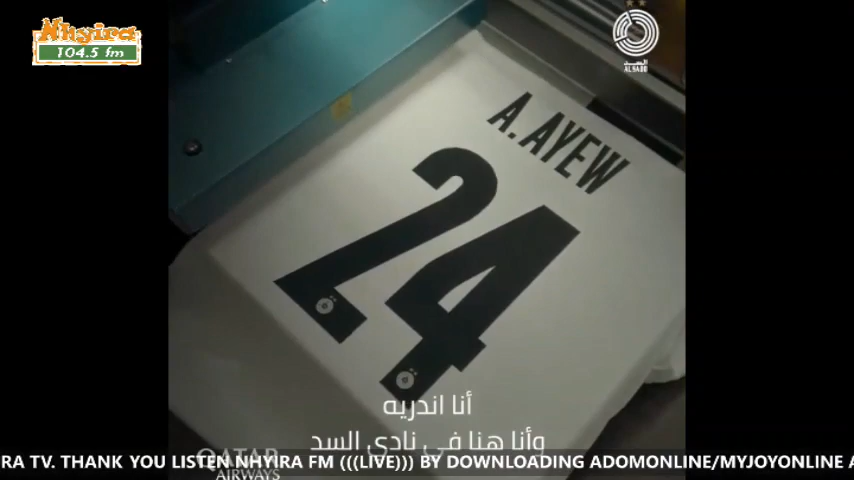 Nhyira
104.5 fm
السد
ALSADD
A. AYEW
24
أنا اندريه
وأنا هنا في نادي السد
QATAR
AIRWAYS
RA TV. THANK YOU LISTEN NHYIRA FM (((LIVE))) BY DOWNLOADING ADOMONLINE/MYJOYONLINE A